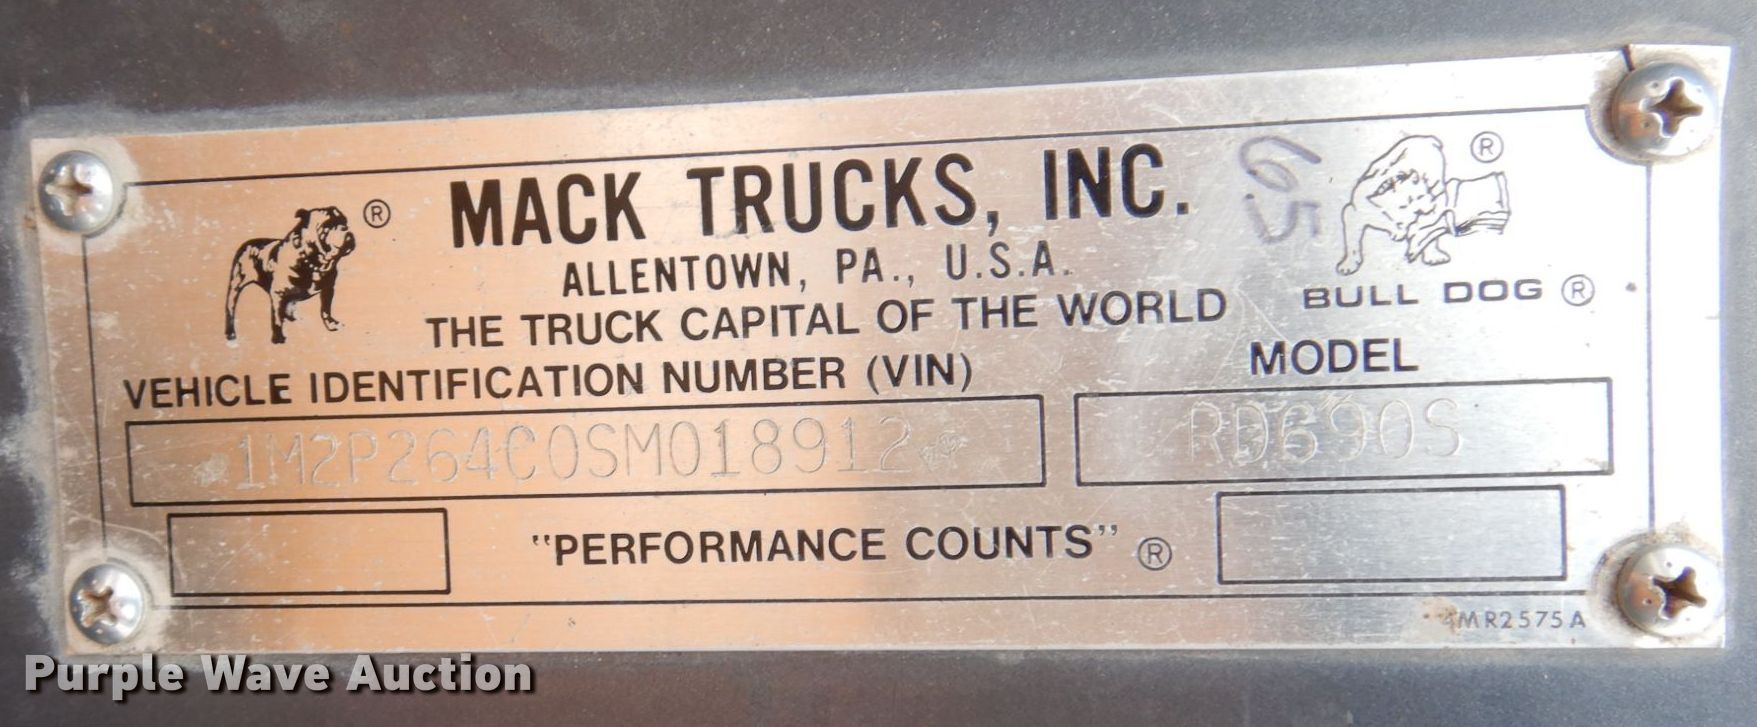 MACK TRUCKS, INC.
ALLENTOWN, PA., U.S.A.
THE TRUCK CAPITAL OF THE WORLD
®
65
®
BULL DOG ®
VEHICLE IDENTIFICATION NUMBER (VIN)
MODEL
1M2P264C0SM018912
RD690S
"PERFORMANCE COUNTS" ®
4MR2575A
Purple Wave Auction